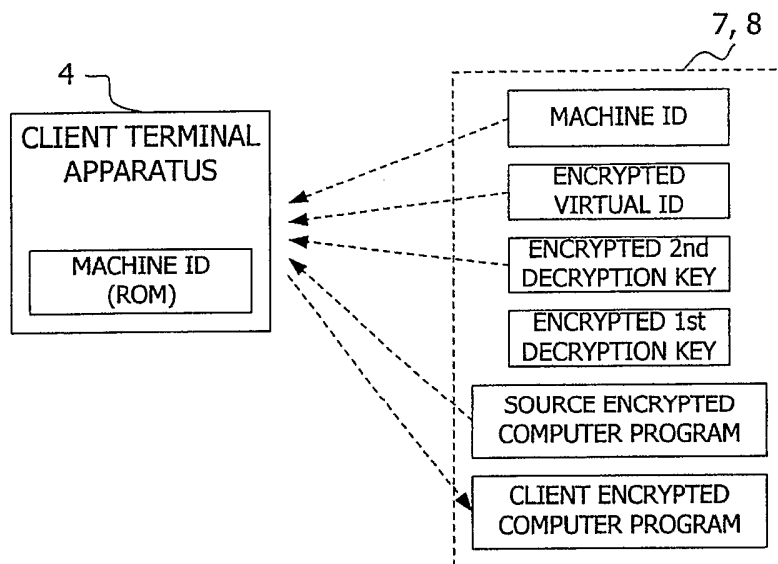 7, 8
4
CLIENT TERMINAL
APPARATUS
MACHINE ID
(ROM)
MACHINE ID
ENCRYPTED
VIRTUAL ID
ENCRYPTED 2nd
DECRYPTION KEY
ENCRYPTED 1st
DECRYPTION KEY
SOURCE ENCRYPTED
COMPUTER PROGRAM
CLIENT ENCRYPTED
COMPUTER PROGRAM